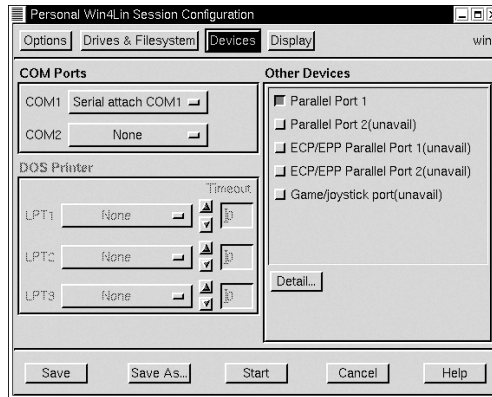 Personal Win4Lin Session Configuration
Options Drives & Filesystem Devices Display win
COM Ports
COM1 Serial attach COM1
COM2 None
DOS Printer
Timeout
LPT1 None
LPT2 None
LPT3 None
Other Devices
Parallel Port 1
Parallel Port 2(unavail)
ECP/EPP Parallel Port 1(unavail)
ECP/EPP Parallel Port 2(unavail)
Game/joystick port(unavail)
Detail...
Save Save As... Start Cancel Help